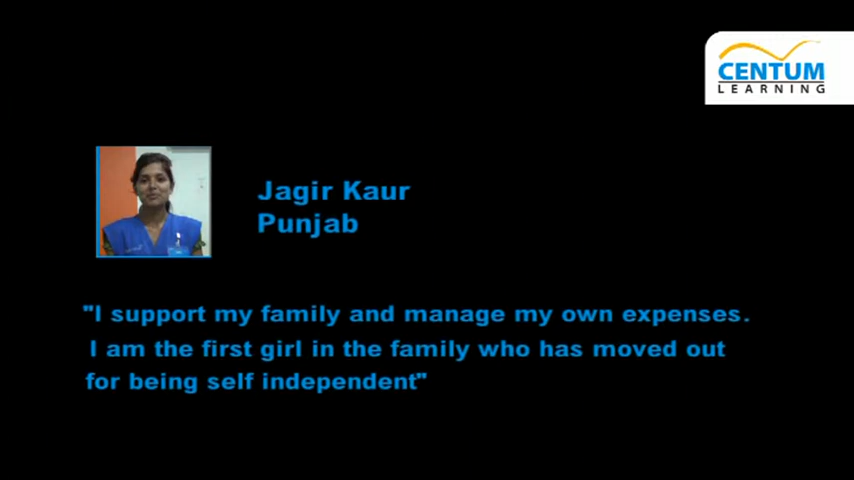 CENTUM
LEARNING
Jagir Kaur
Punjab
"I support my family and manage my own expenses.
I am the first girl in the family who has moved out
for being self independent"